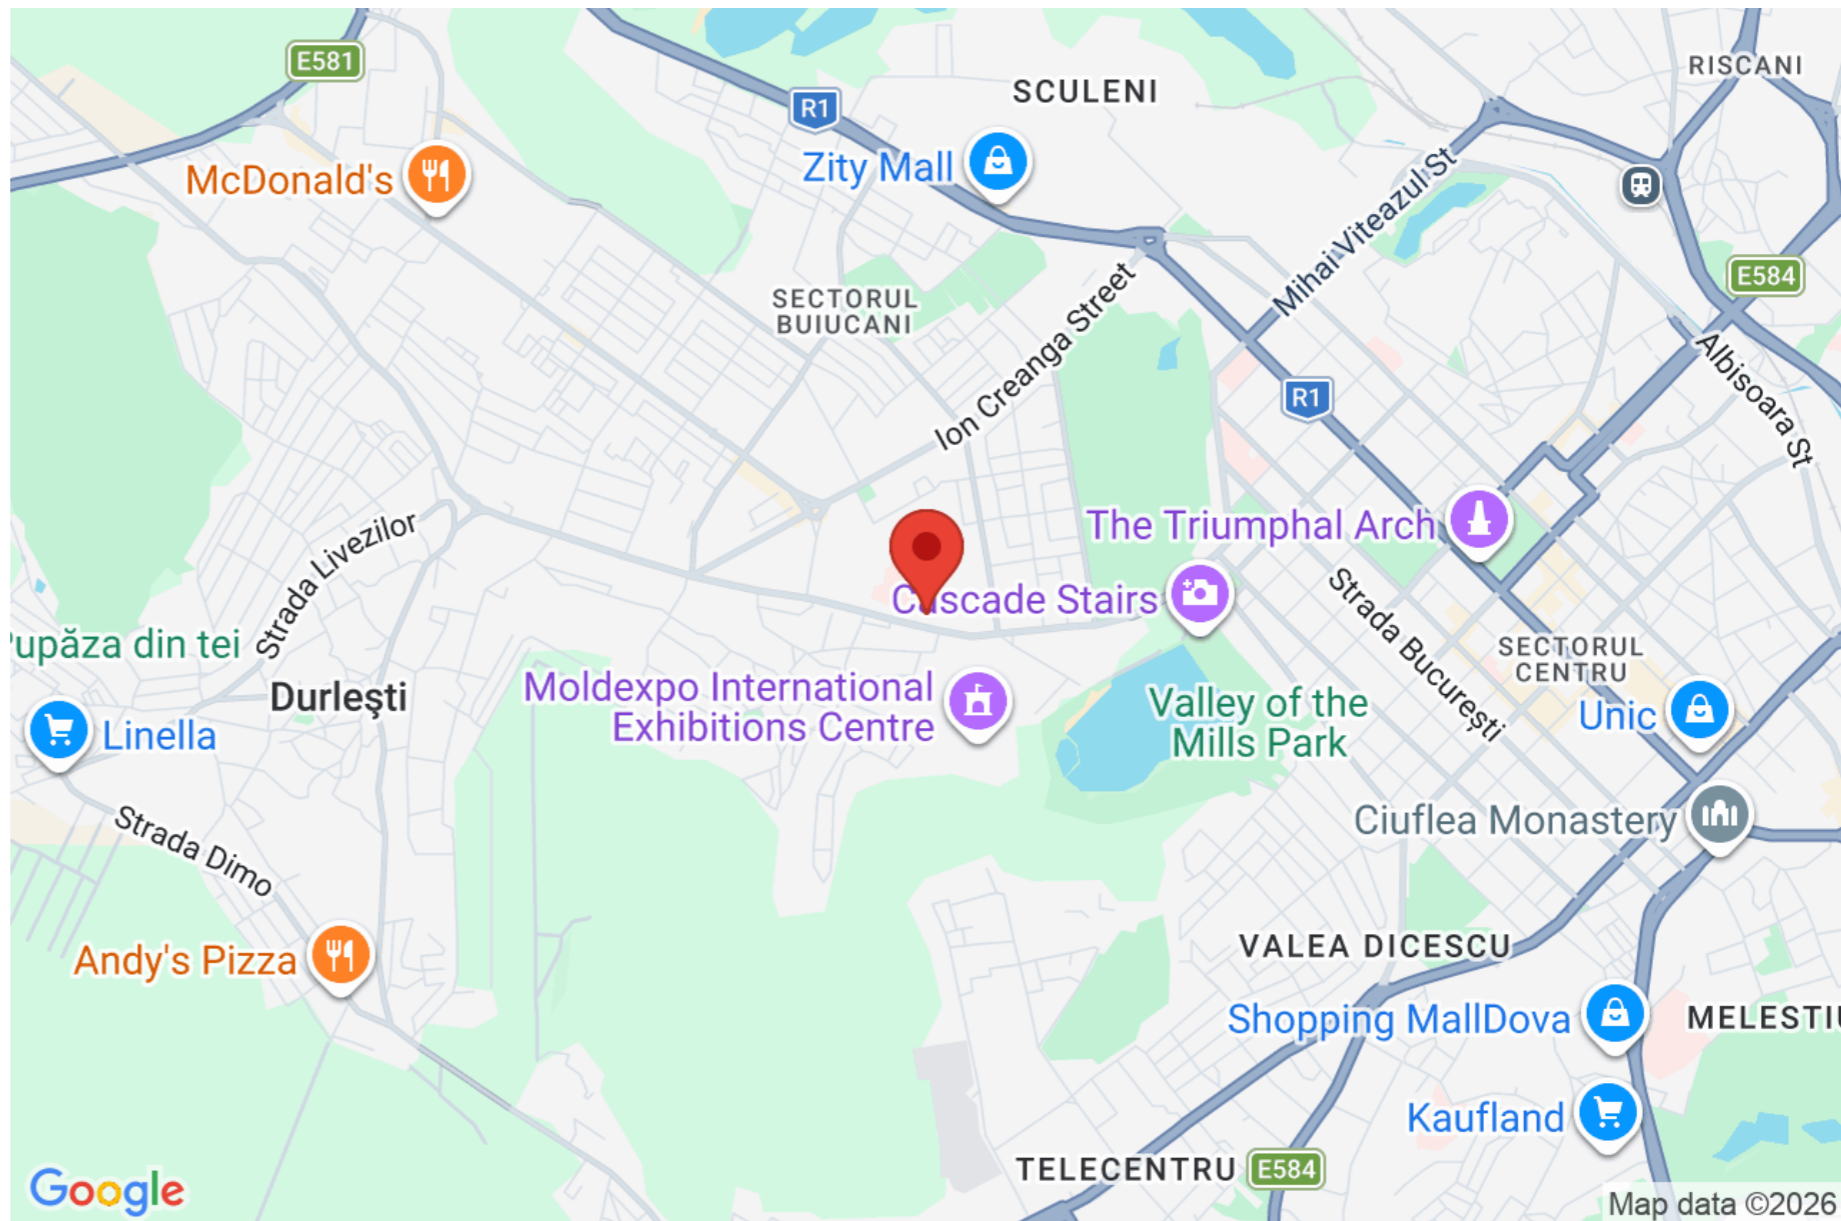 E581
R1
SCULENI
RISCANI
McDonald's
Zity Mall
Mihai Viteazul St
E584
SECTORUL
BUIUCANI
Ion Creanga Street
R1
Albisoara St
Strada Livezilor
The Triumphal Arch
Cascade Stairs
Strada București
Pupăza din tei
Durleşti
Moldexpo International
Exhibitions Centre
Valley of the
Mills Park
SECTORUL
CENTRU
Unic
Linella
Strada Dimo
Ciuflea Monastery
Andy's Pizza
VALEA DICESCU
Shopping MallDova
MELESTIU
Kaufland
TELECENTRU
E584
Google
Map data ©2026